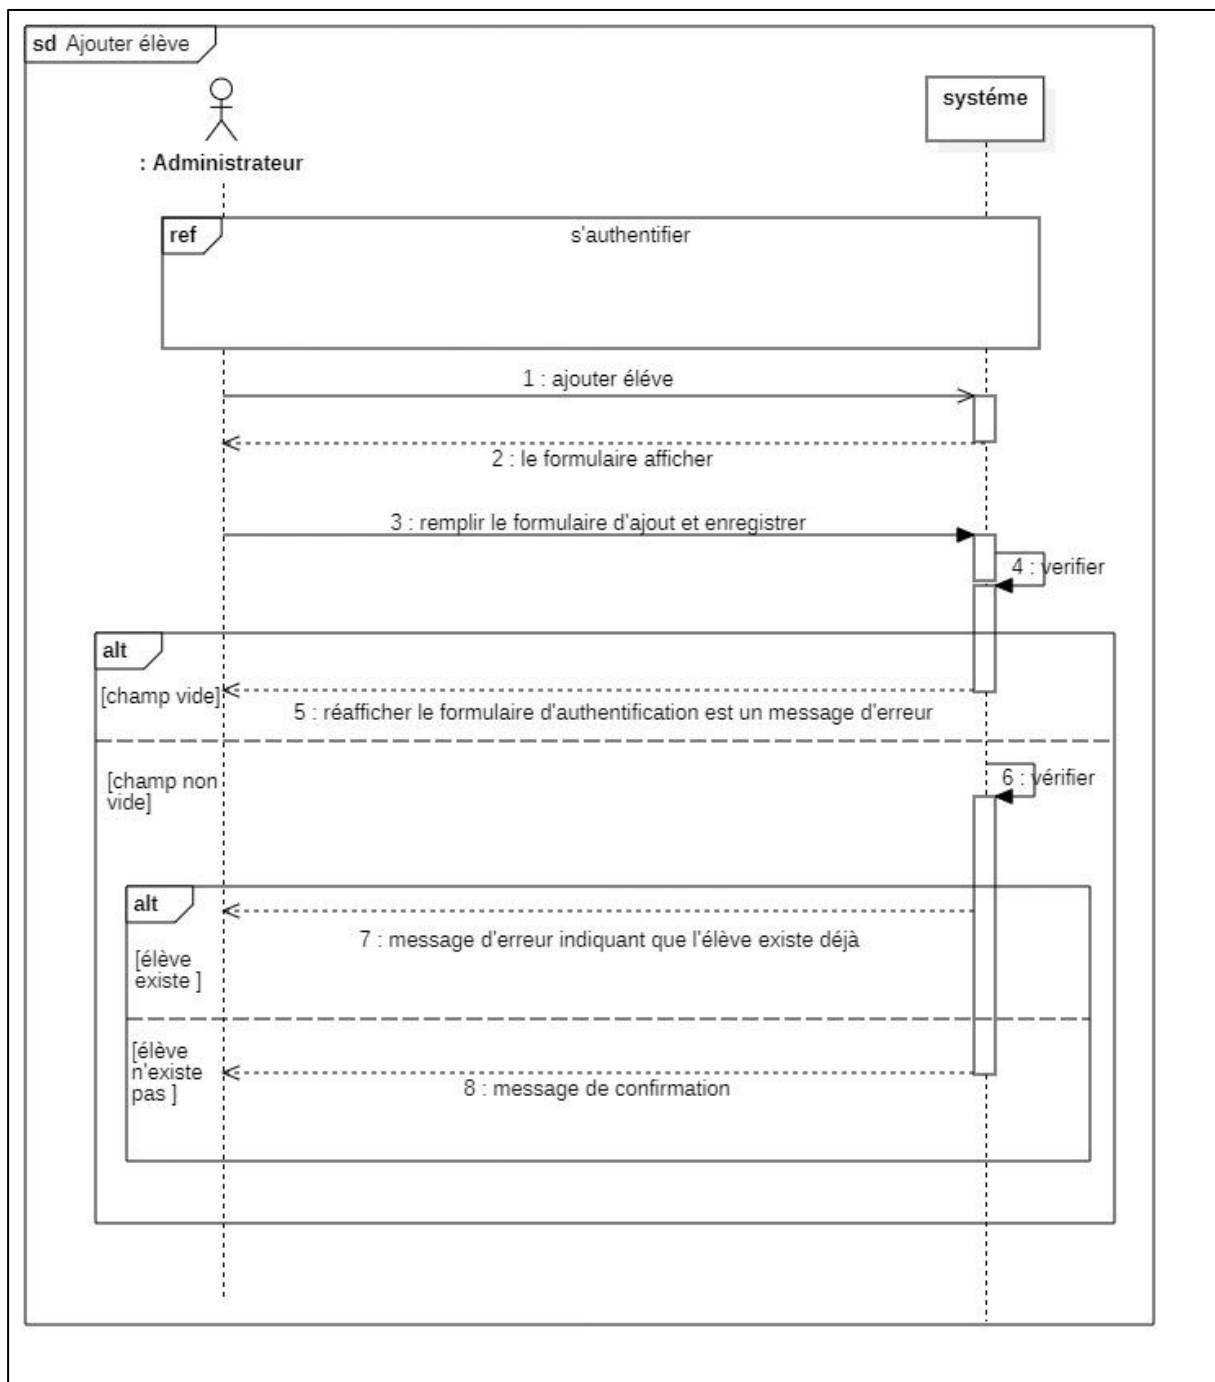 sd Ajouter élève
systéme
: Administrateur
ref
s'authentifier
1 : ajouter éléve
2 : le formulaire afficher
3 : remplir le formulaire d'ajout et enregistrer
4 : verifier
alt
[champ vide]
5 : réafficher le formulaire d'authentification est un message d'erreur
[champ non
vide]
6 : vérifier
alt
7 : message d'erreur indiquant que l'élève existe déjà
[élève
existe ]
[élève
n'existe
pas ]
8 : message de confirmation